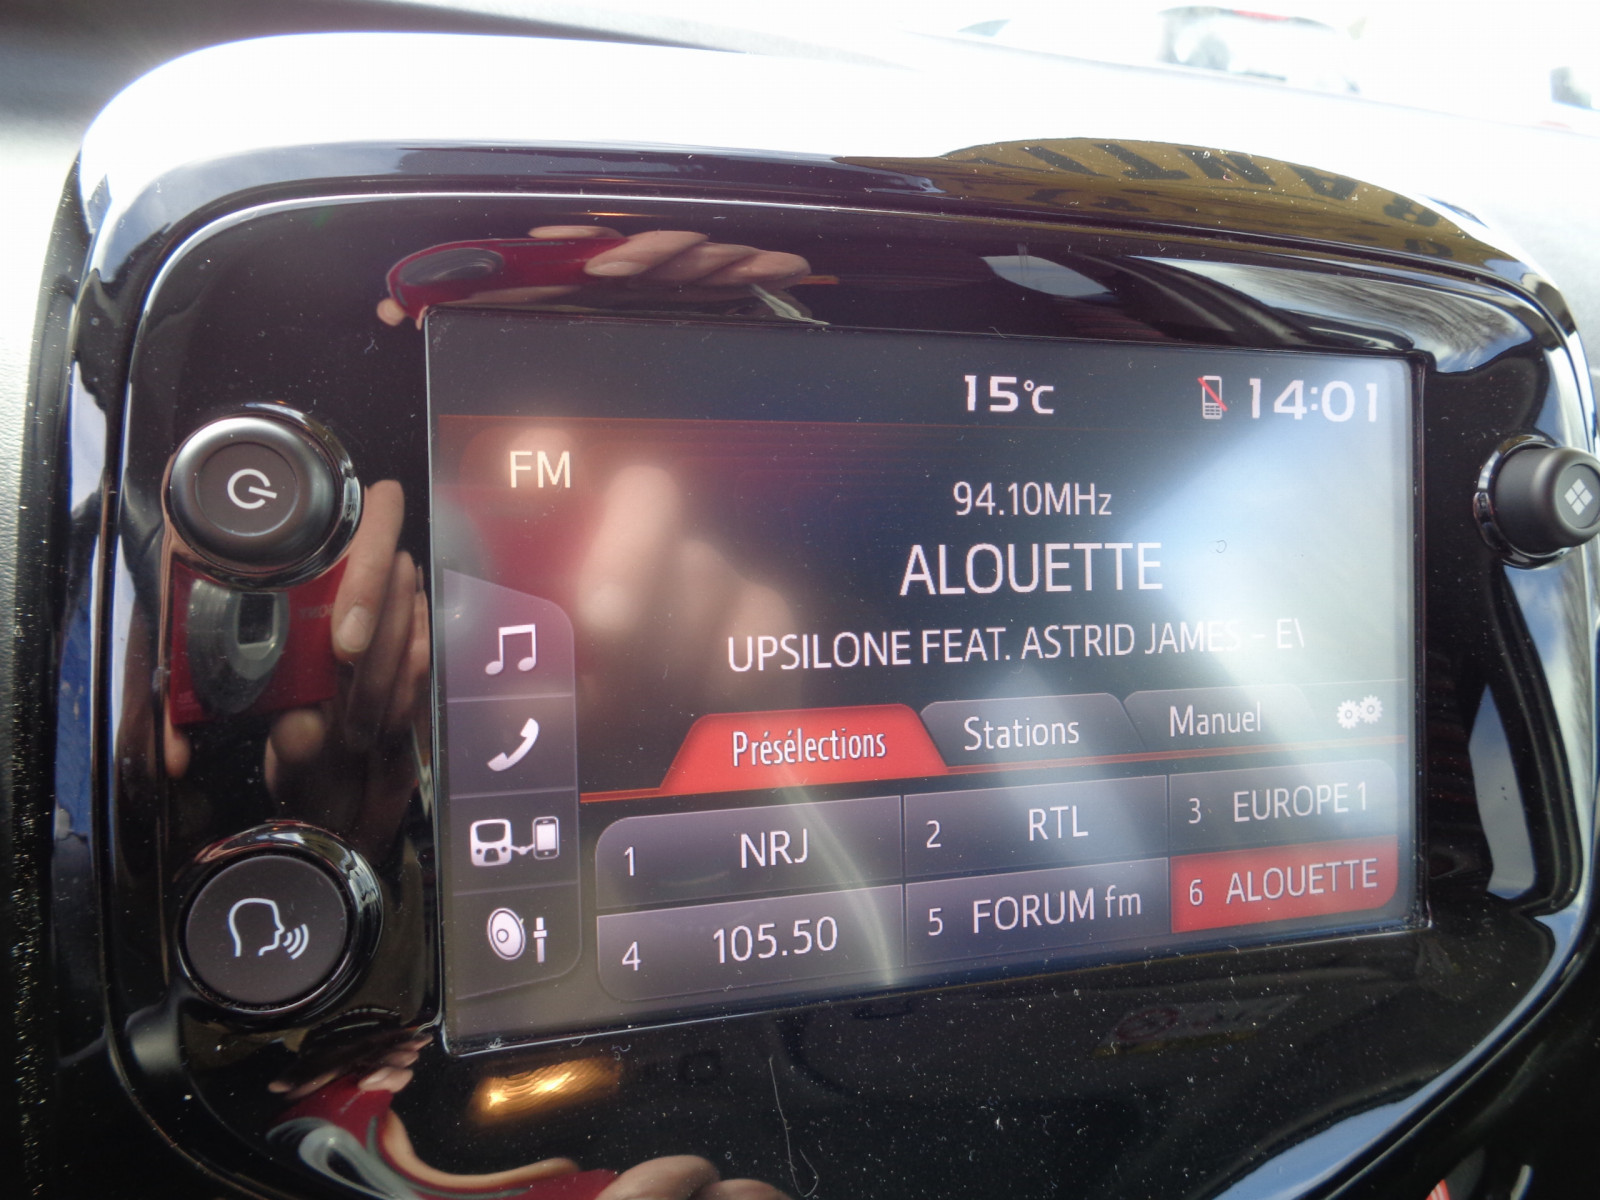 15°C
14:01
FM
94.10MHz
ALOUETTE
UPSILONE FEAT. ASTRID JAMES - E\
Présélections
Stations
Manuel
1 NRJ
2 RTL
3 EUROPE 1
4 105.50
5 FORUM fm
6 ALOUETTE